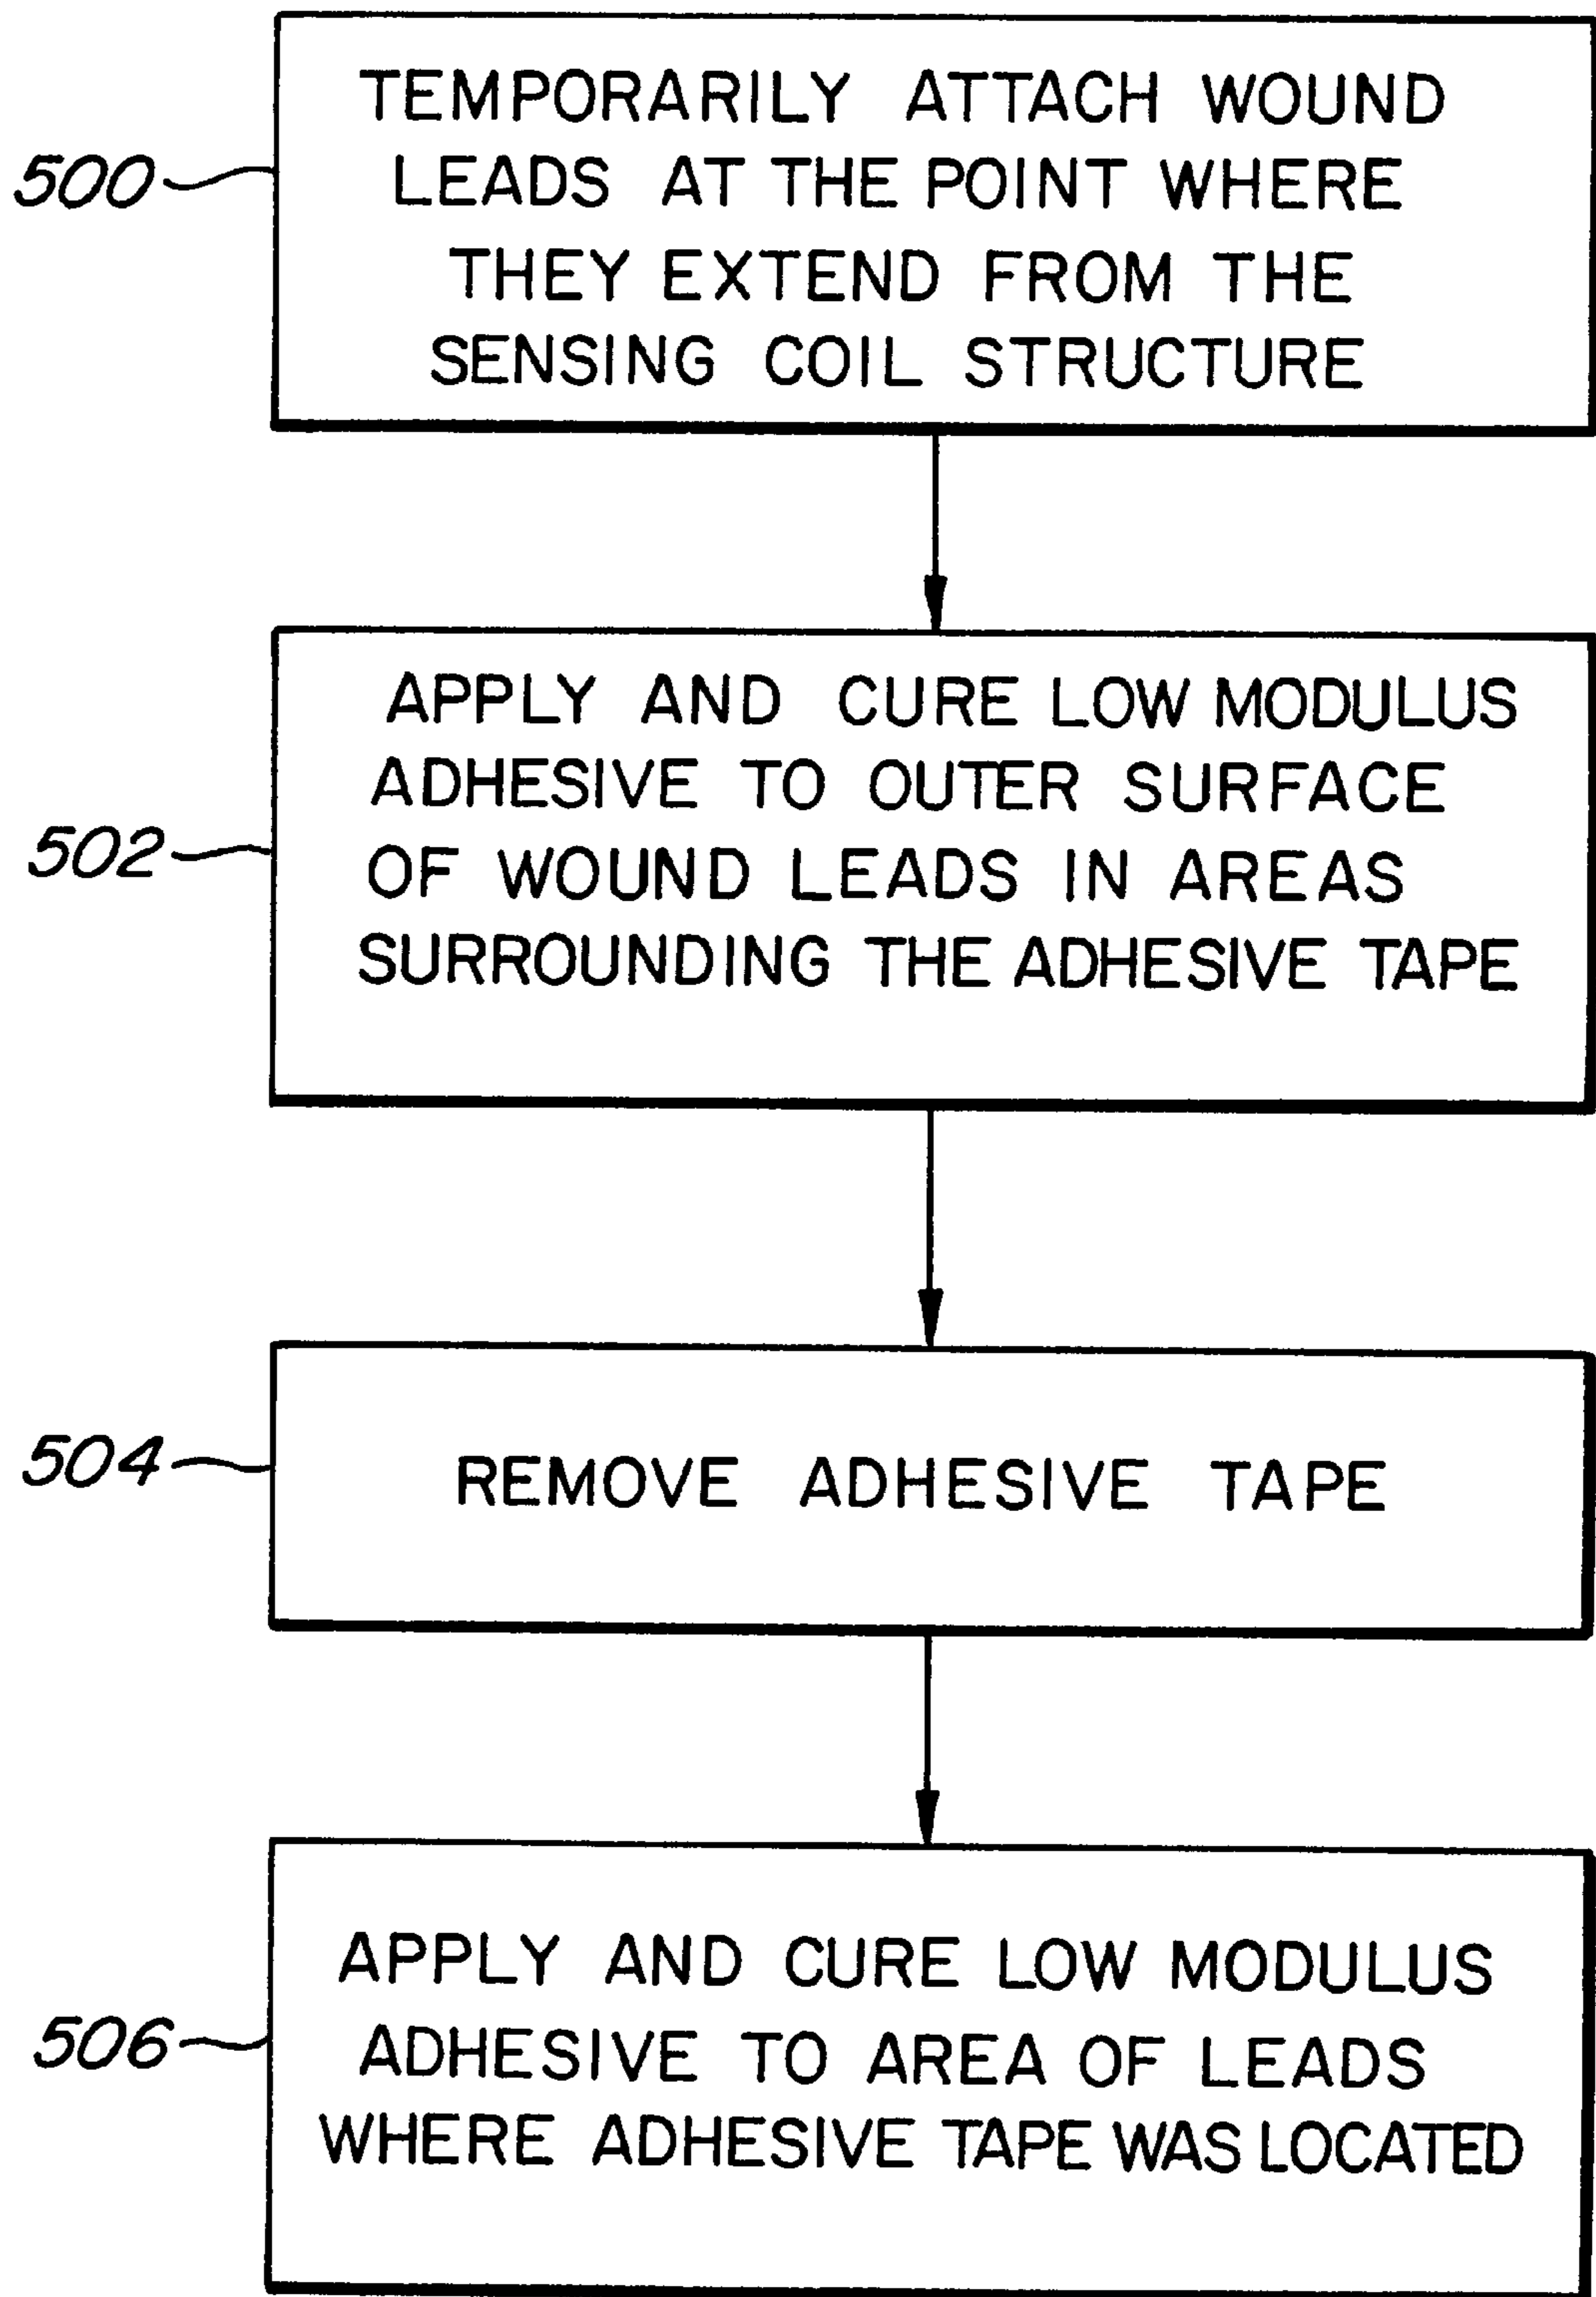 TEMPORARILY ATTACH WOUND
500
LEADS AT THE POINT WHERE
THEY EXTEND FROM THE
SENSING COIL STRUCTURE
APPLY AND CURE LOW MODULUS
ADHESIVE TO OUTER SURFACE
502
OF WOUND LEADS IN AREAS
SURROUNDING THE ADHESIVE TAPE
504
REMOVE ADHESIVE TAPE
APPLY AND CURE LOW MODULUS
506
ADHESIVE TO AREA OF LEADS
WHERE ADHESIVE TAPE WAS LOCATED